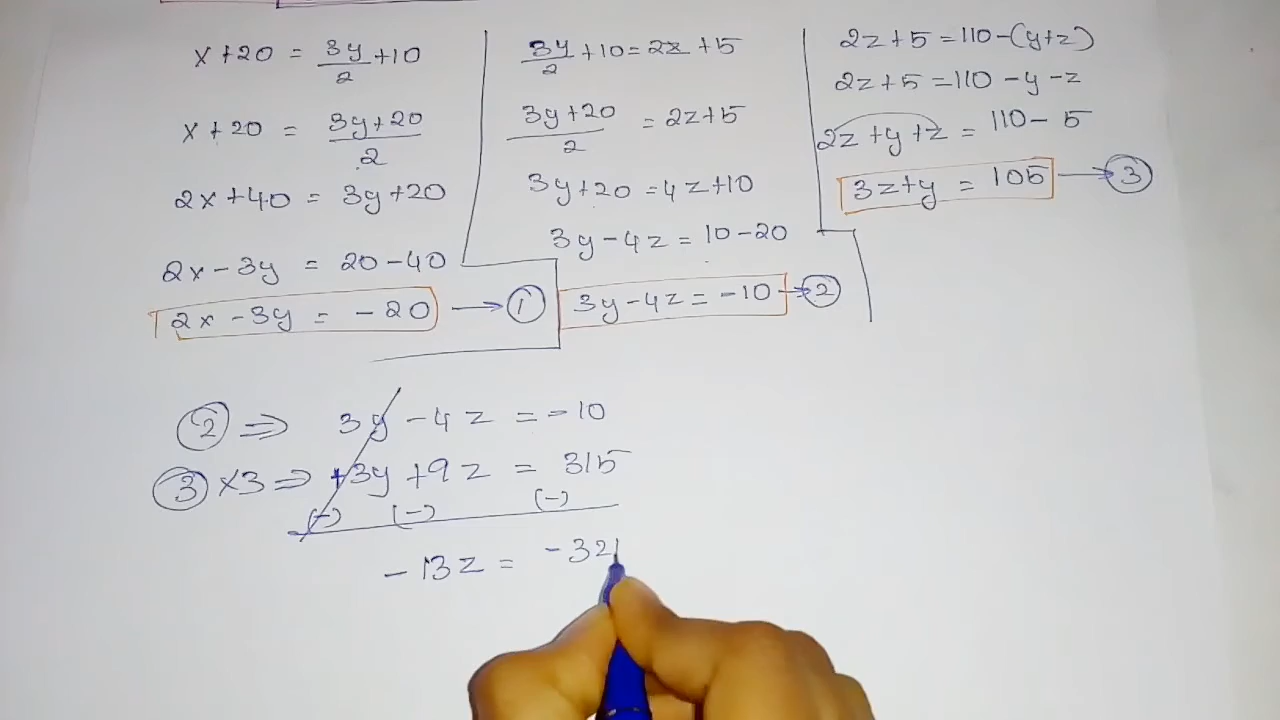 x + 20 = 3y/2 + 10
x + 20 = 3y + 20/2
2x + 40 = 3y + 20
2x - 3y = 20 - 40
2x - 3y = -20 → ①
3y/2 + 10 = 2z + 5
3y + 20/2 = 2z + 5
3y + 20 = 4z + 10
3y - 4z = 10 - 20
3y - 4z = -10 → ②
2z + 5 = 110 - (y + z)
2z + 5 = 110 - y - z
2z + y + z = 110 - 5
3z + y = 105 → ③
② ⇒ 3y - 4z = -10
③ × 3 ⇒ +3y + 9z = 315
(-) (-) (-)
- 13z = -32